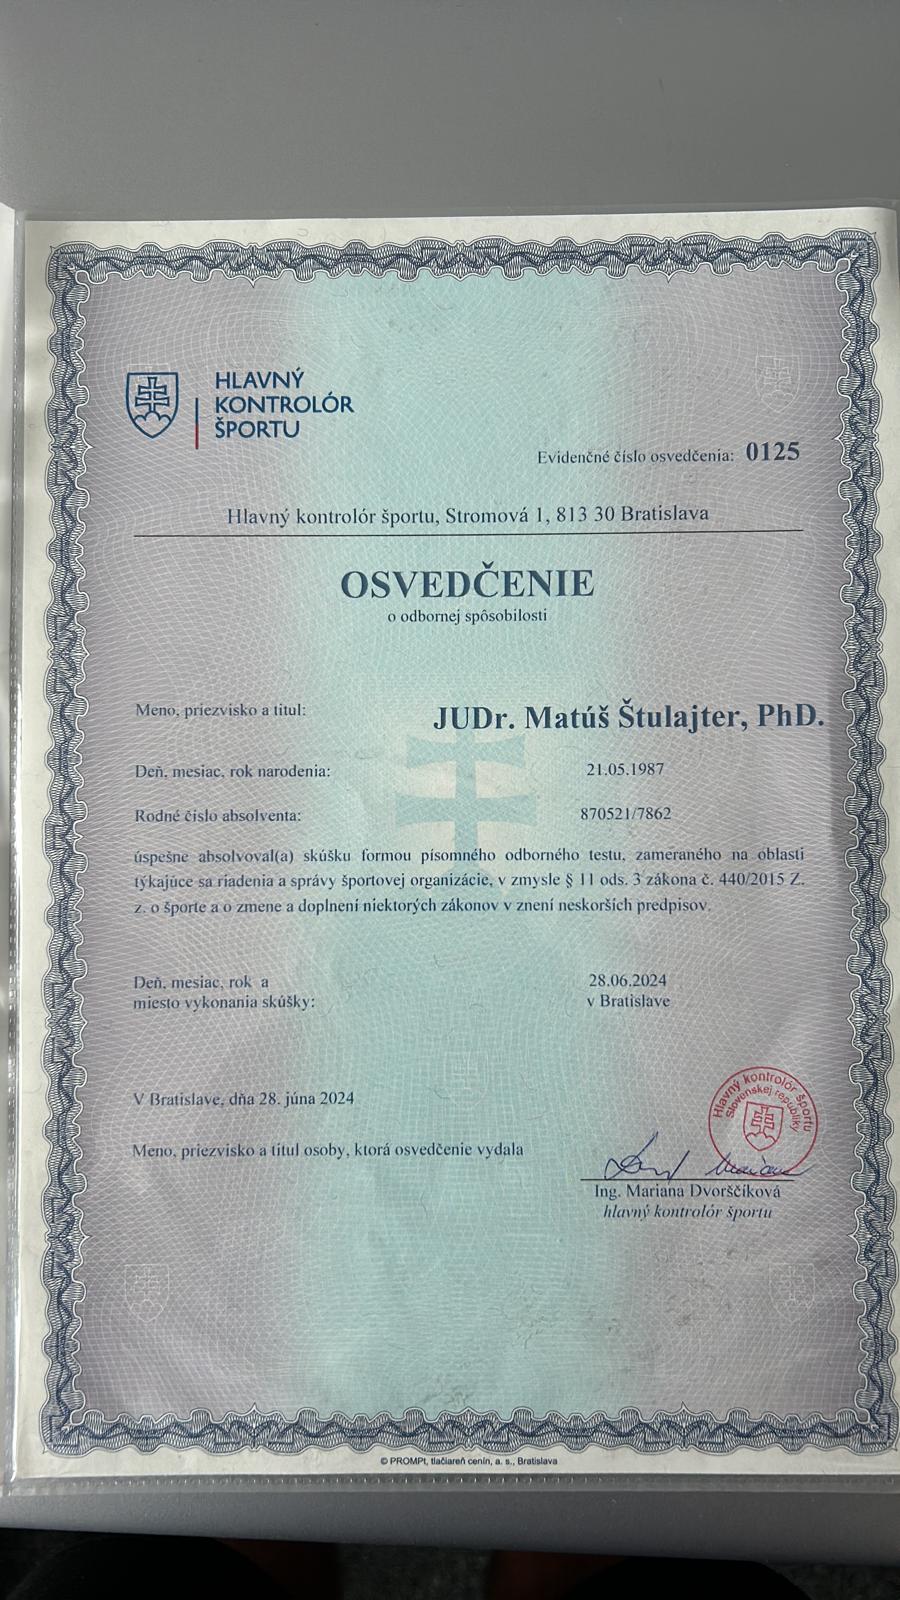 HLAVNÝ
KONTROLÓR
ŠPORTU
Evidenčné číslo osvedčenia: 0125
Hlavný kontrolór športu, Stromová 1, 813 30 Bratislava
OSVEDČENIE
o odbornej spôsobilosti
Meno, priezvisko a titul: JUDr. Matúš Štulajter, PhD.
Deň, mesiac, rok narodenia: 21.05.1987
Rodné číslo absolventa: 870521/7862
úspešne absolvoval(a) skúšku formou písomného odborného testu, zameraného na oblasti
týkajúce sa riadenia a správy športovej organizácie, v zmysle § 11 ods. 3 zákona č. 440/2015 Z.
z. o športe a o zmene a doplnení niektorých zákonov v znení neskorších predpisov.
Deň, mesiac, rok a 28.06.2024
miesto vykonania skúšky: v Bratislave
V Bratislave, dňa 28. júna 2024
Hlavný kontrolór športu
Slovenskej republiky
Meno, priezvisko a titul osoby, ktorá osvedčenie vydala
Ing. Mariana Dvorščíková
hlavný kontrolór športu
© PROMPt, tlačiareň cenín, a. s., Bratislava